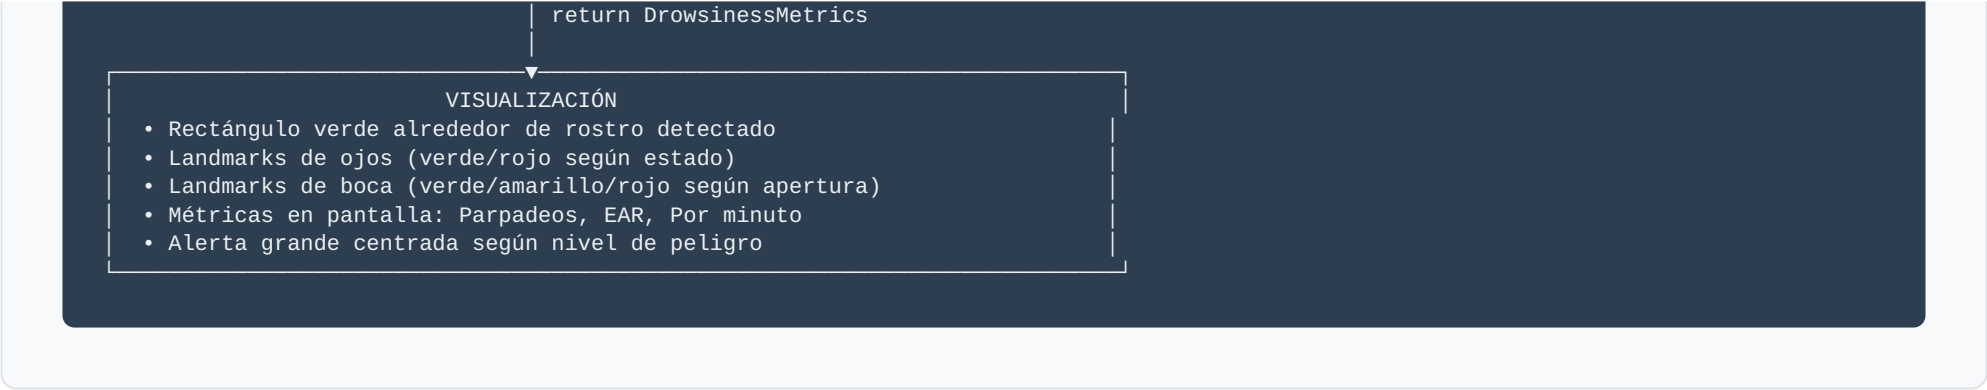 return DrowsinessMetrics
VISUALIZACIÓN
• Rectángulo verde alrededor de rostro detectado
• Landmarks de ojos (verde/rojo según estado)
• Landmarks de boca (verde/amarillo/rojo según apertura)
• Métricas en pantalla: Parpadeos, EAR, Por minuto
• Alerta grande centrada según nivel de peligro